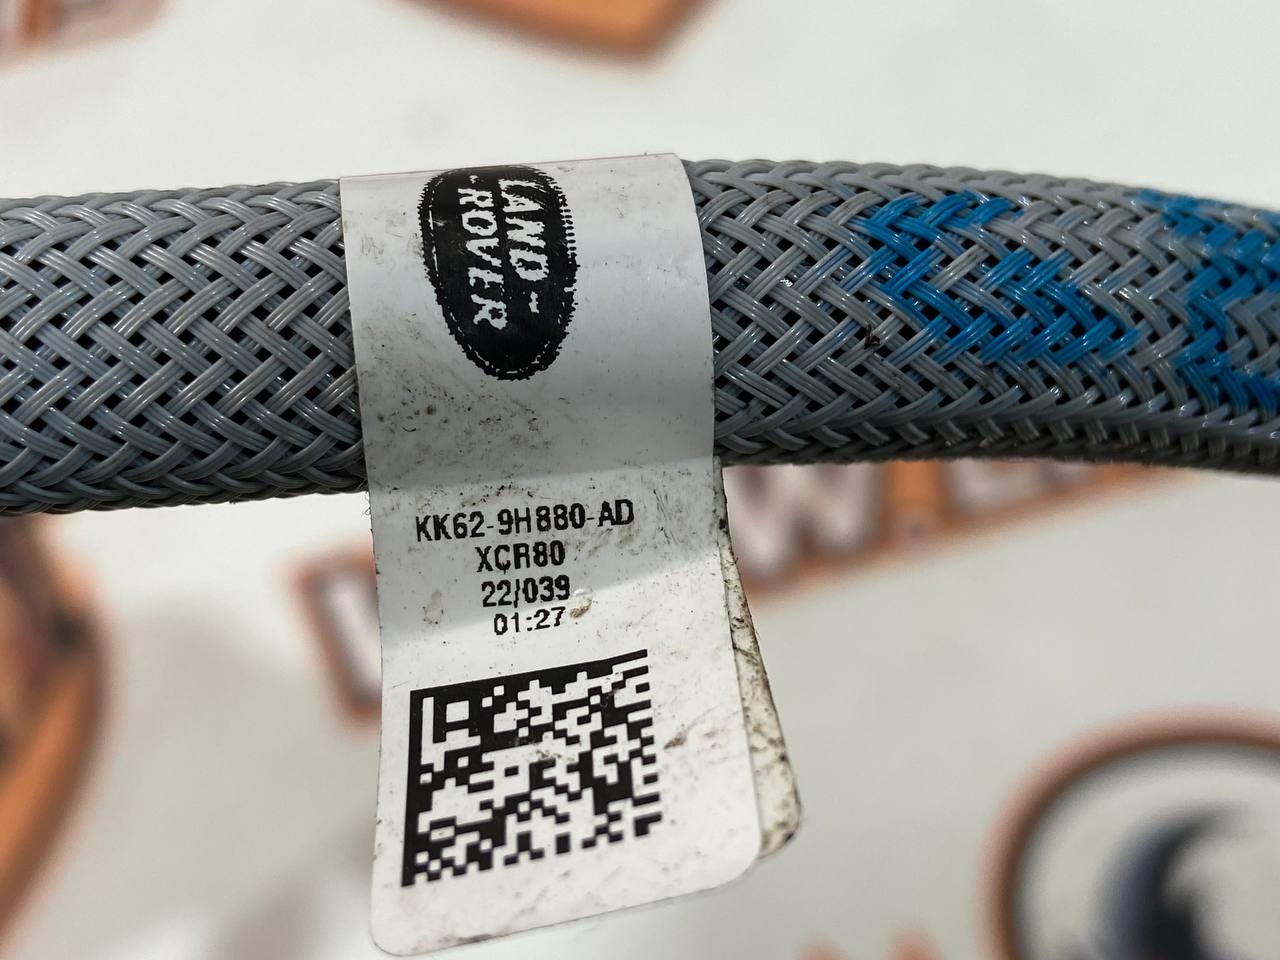 LAND-
-ROVER
KK62-9H880-AD
XCR80
22/039
01:27